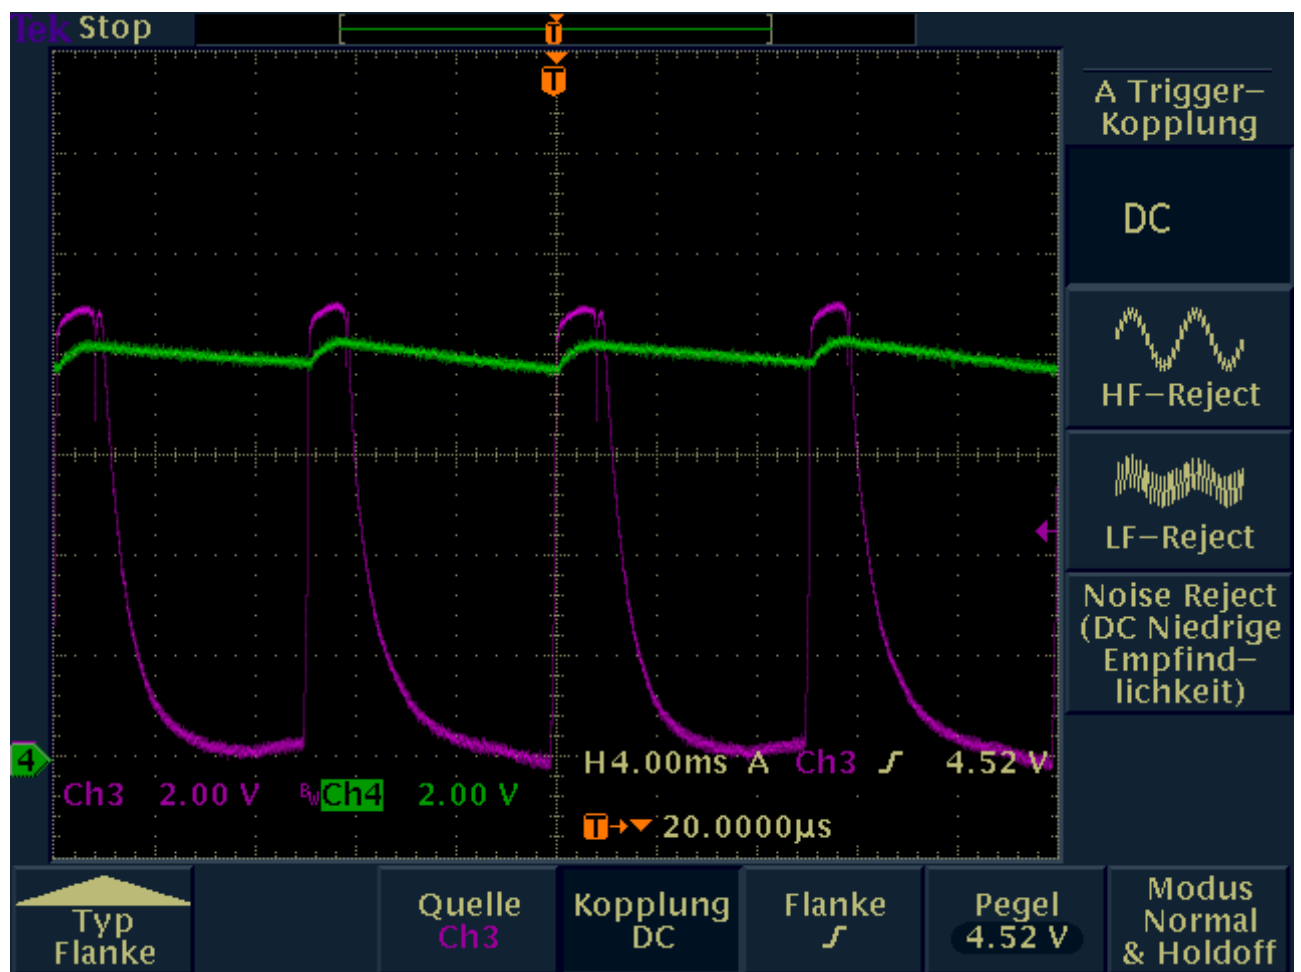 Tek Stop
T
T
A Trigger–
Kopplung
DC
HF–Reject
LF–Reject
Noise Reject
(DC Niedrige
Empfind–
lichkeit)
4
H4.00ms A Ch3 4.52 V
Ch3 2.00 V BW Ch4 2.00 V
T 20.0000µs
Typ
Flanke
Quelle
Ch3
Kopplung
DC
Flanke
Pegel
4.52 V
Modus
Normal
& Holdoff